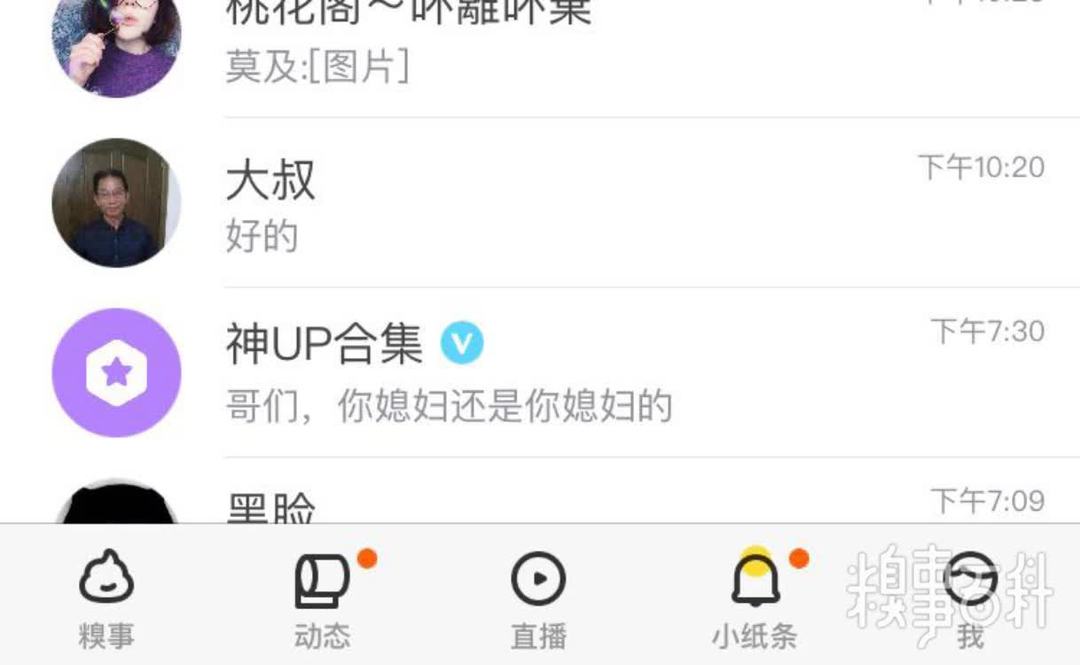 桃花阁～吥離吥棄
莫及:[图片]
大叔
下午10:20
好的
神UP合集 V
下午7:30
哥们，你媳妇还是你媳妇的
黑脸
下午7:09
糗事
动态
直播
小纸条
我
糗事百科